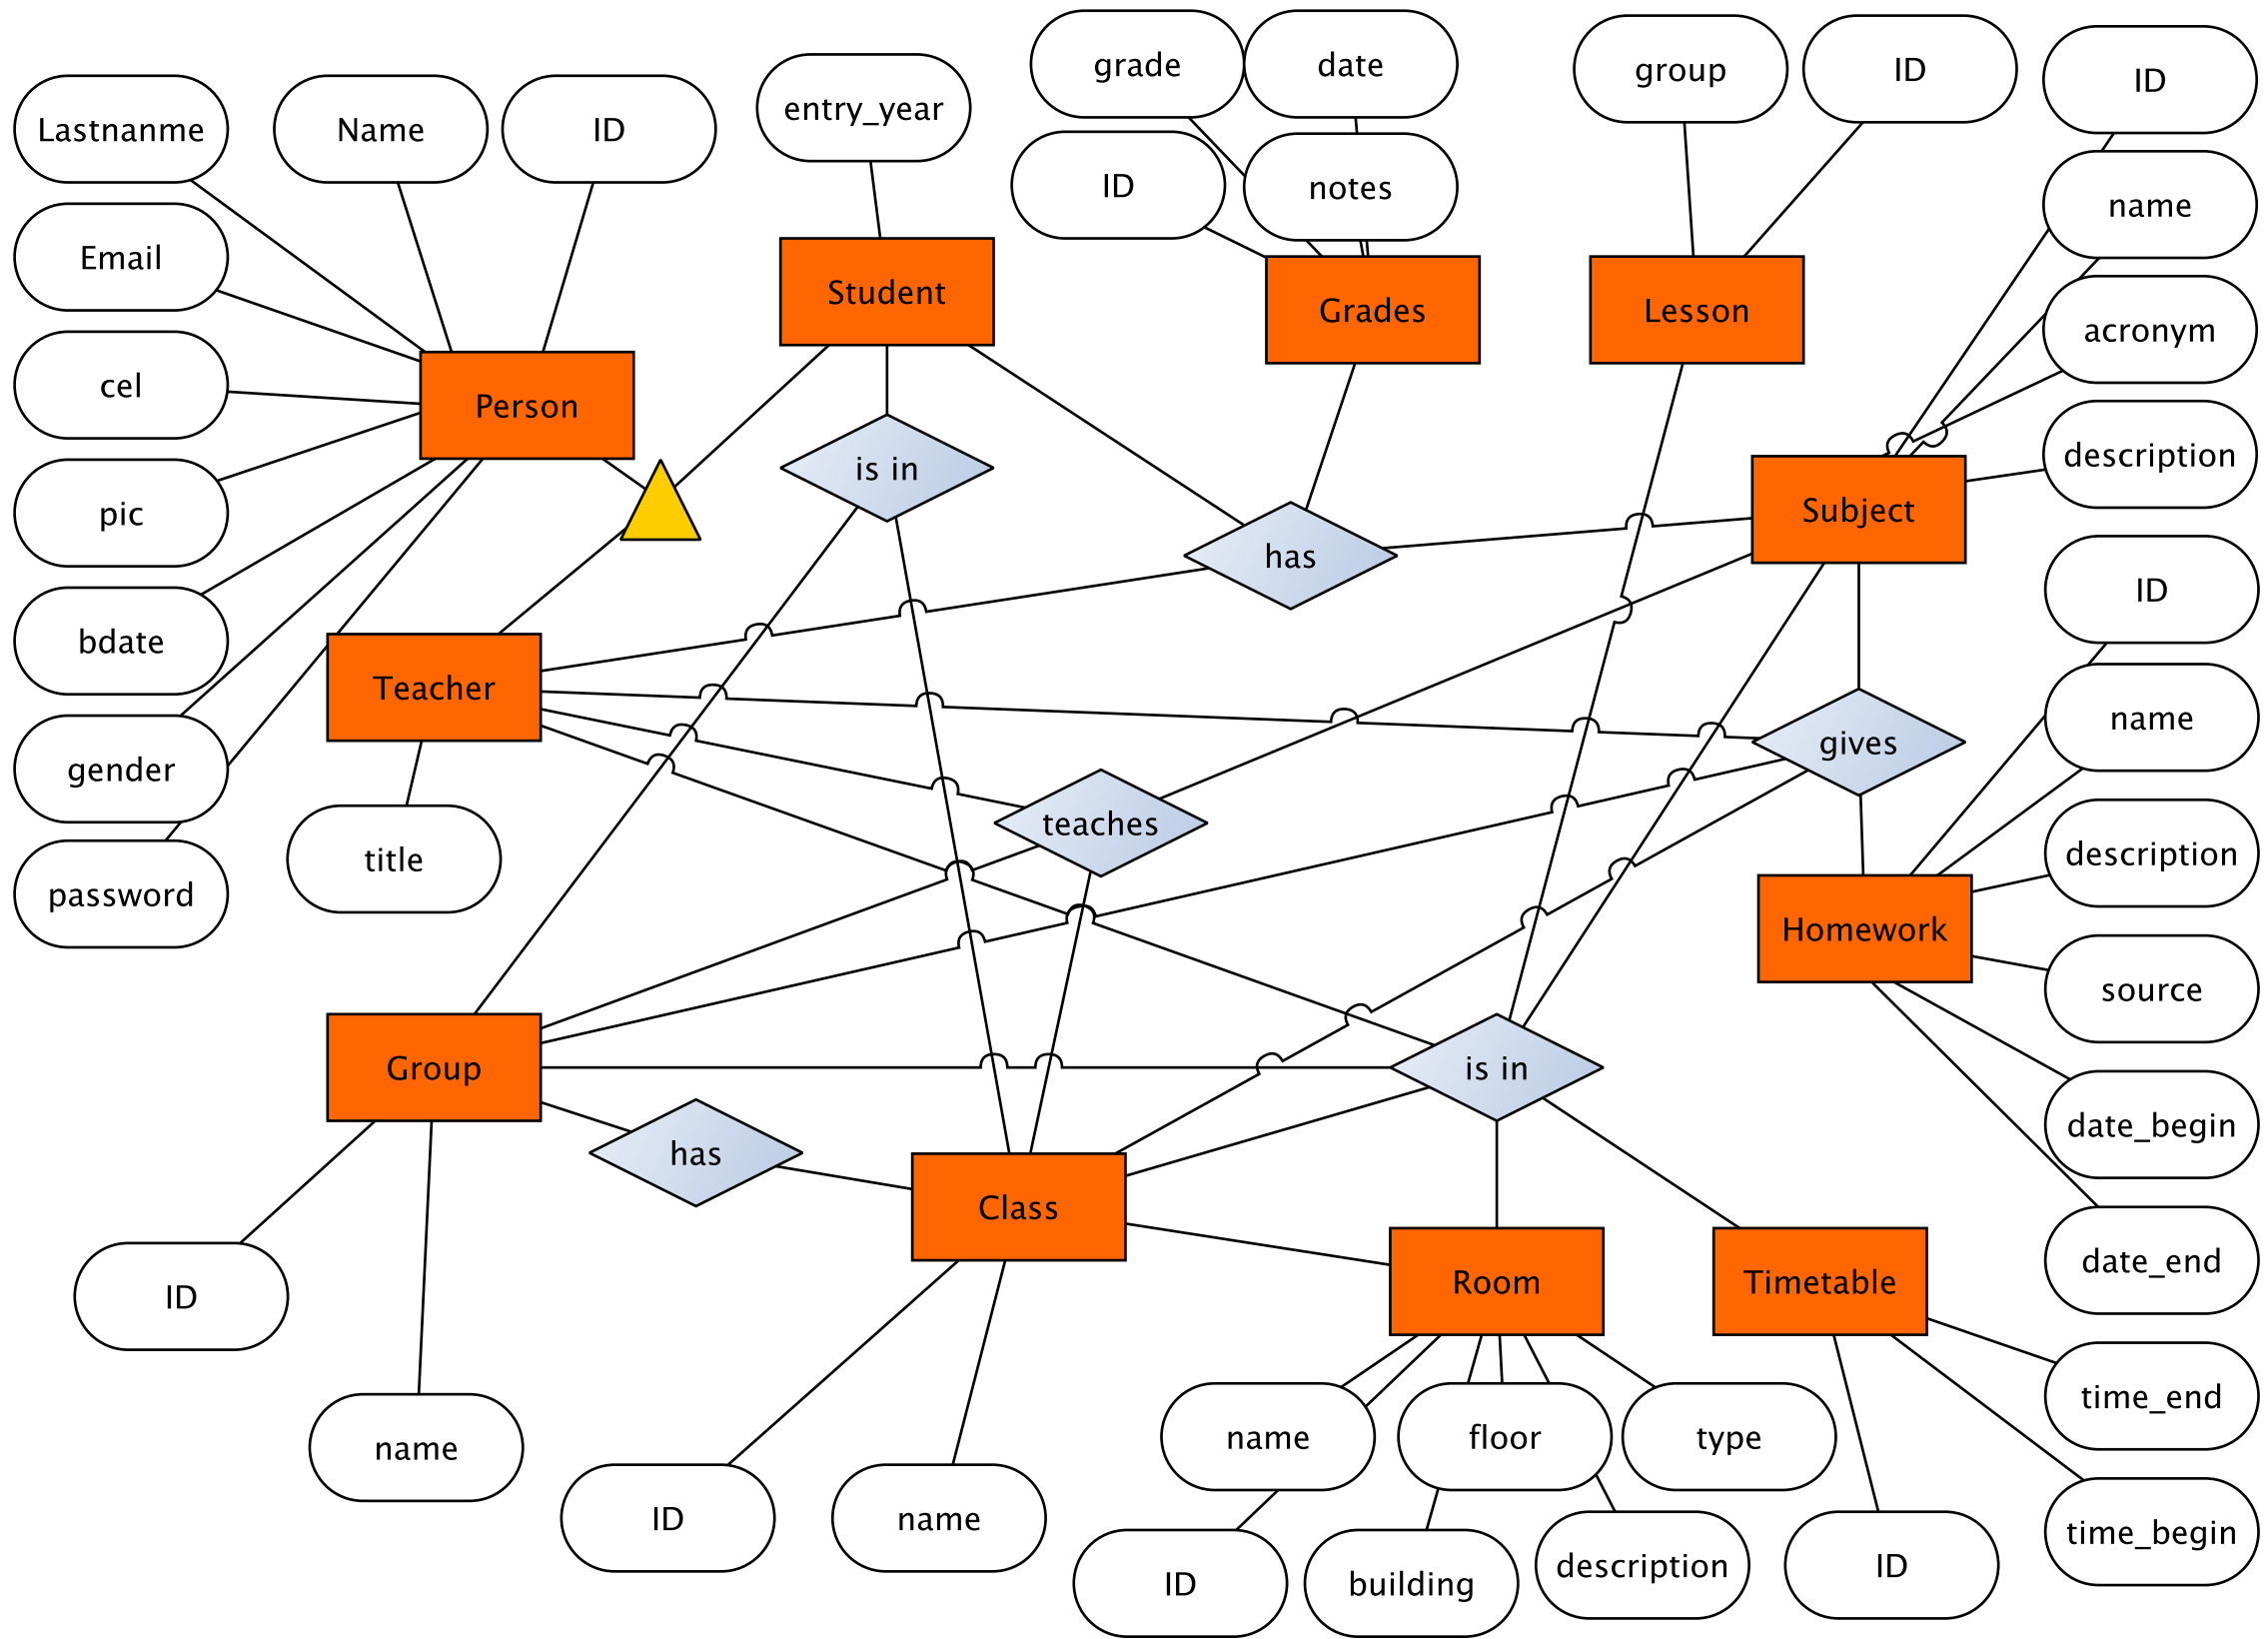 grade
date
group
ID
ID
entry_year
Lastnanme
Name
ID
ID
notes
name
Email
Student
Grades
Lesson
acronym
cel
Person
description
is in
pic
Subject
has
ID
bdate
Teacher
name
gives
gender
teaches
title
description
password
Homework
source
Group
is in
date_begin
has
Class
Room
Timetable
date_end
ID
time_end
name
name
floor
type
ID
name
time_begin
ID
building
description
ID